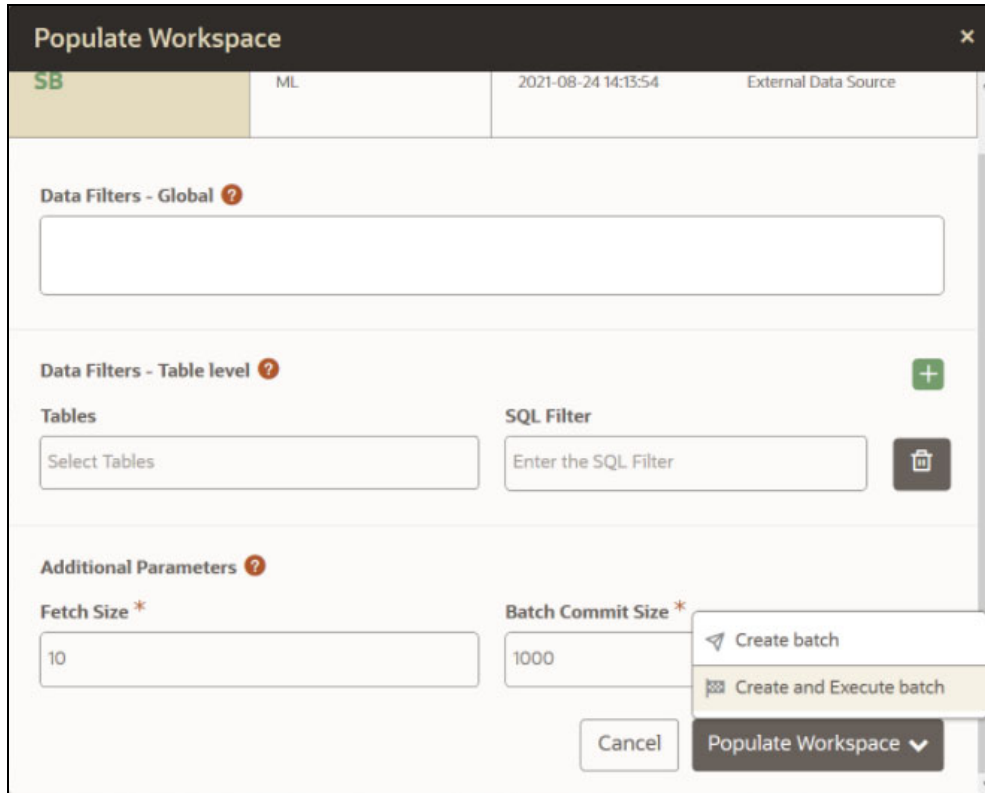 Populate Workspace ×
SB ML 2021-08-24 14:13:54 External Data Source
Data Filters - Global ?
Data Filters - Table level ? +
Tables SQL Filter
Select Tables Enter the SQL Filter
Additional Parameters ?
Fetch Size * Batch Commit Size *
10 1000
Create batch
Create and Execute batch
Cancel Populate Workspace